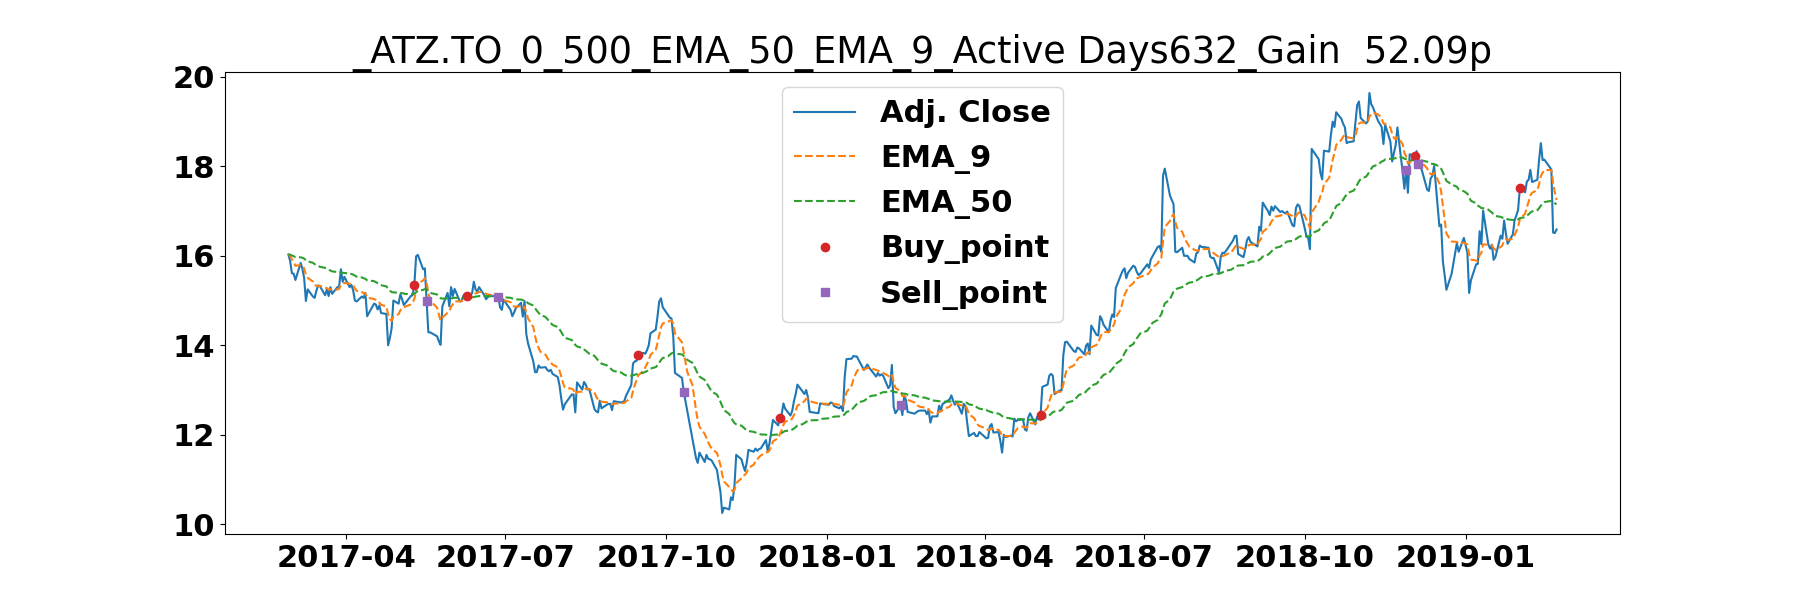 _ATZ.TO_0_500_EMA_50_EMA_9_Active Days632_Gain  52.09p
20
18
16
14
12
10
Adj. Close
EMA_9
EMA_50
Buy_point
Sell_point
2017-04 2017-07 2017-10 2018-01 2018-04 2018-07 2018-10 2019-01